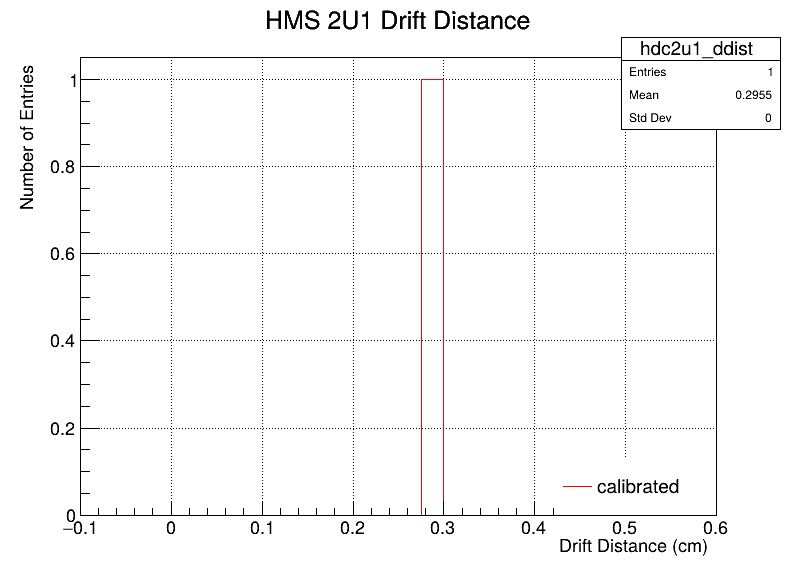 HMS 2U1 Drift Distance
hdc2u1_ddist
Entries 1
Mean 0.2955
Std Dev 0
Number of Entries
1
0.8
0.6
0.4
0.2
0
calibrated
−0.1 0 0.1 0.2 0.3 0.4 0.5 0.6
Drift Distance (cm)